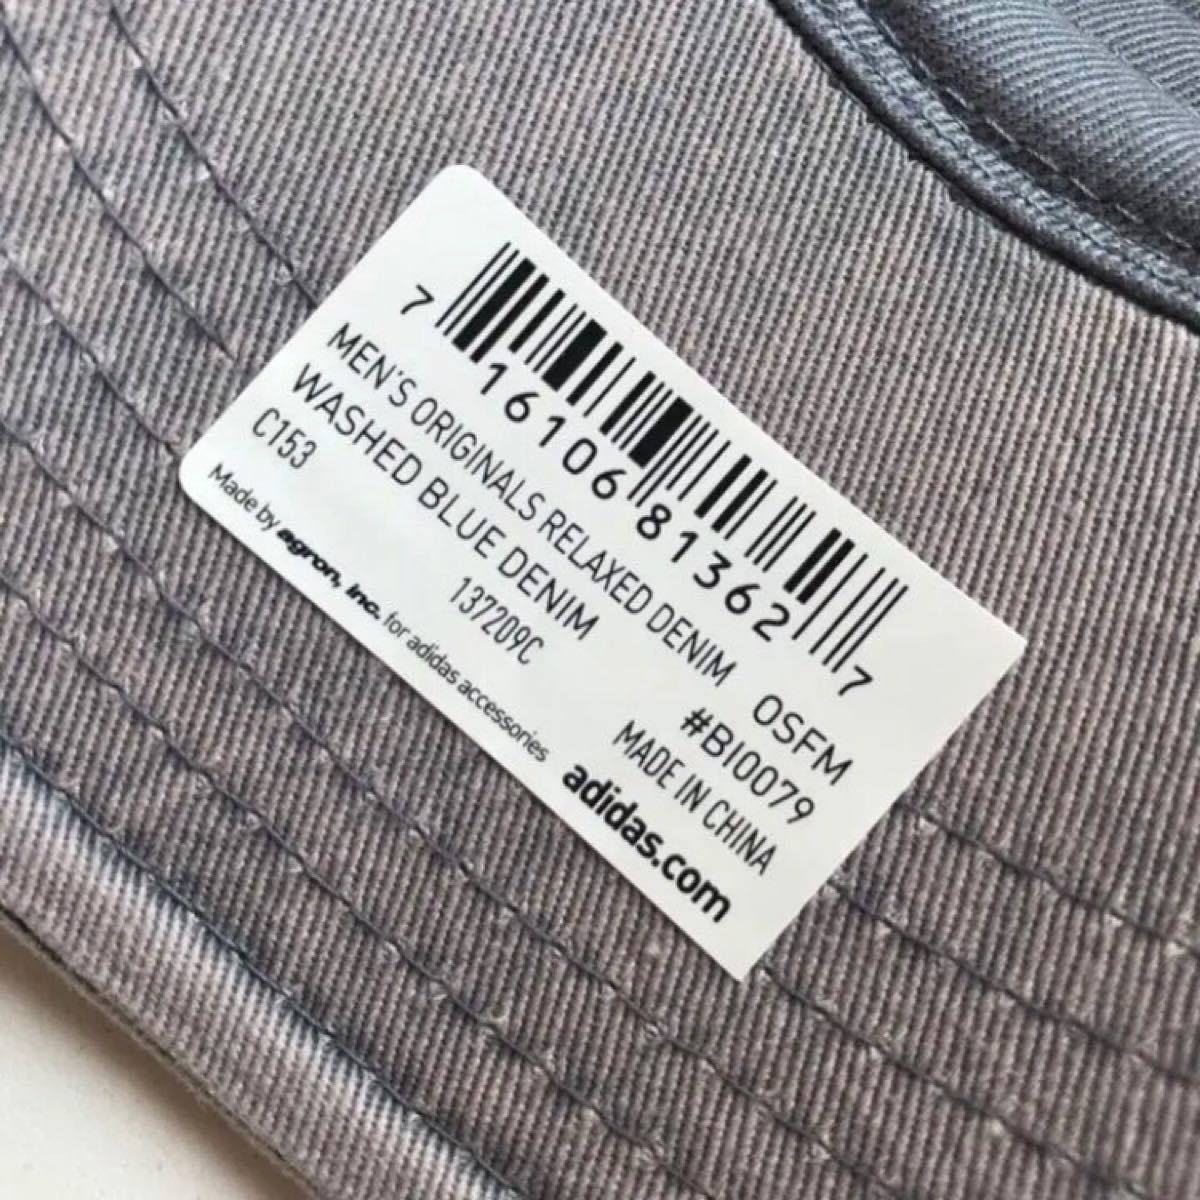 7 16106 81362 7
MEN'S ORIGINALS RELAXED DENIM OSFM
WASHED BLUE DENIM #BI0079
C153 137209C MADE IN CHINA
Made by agron, inc. for adidas accessories adidas.com